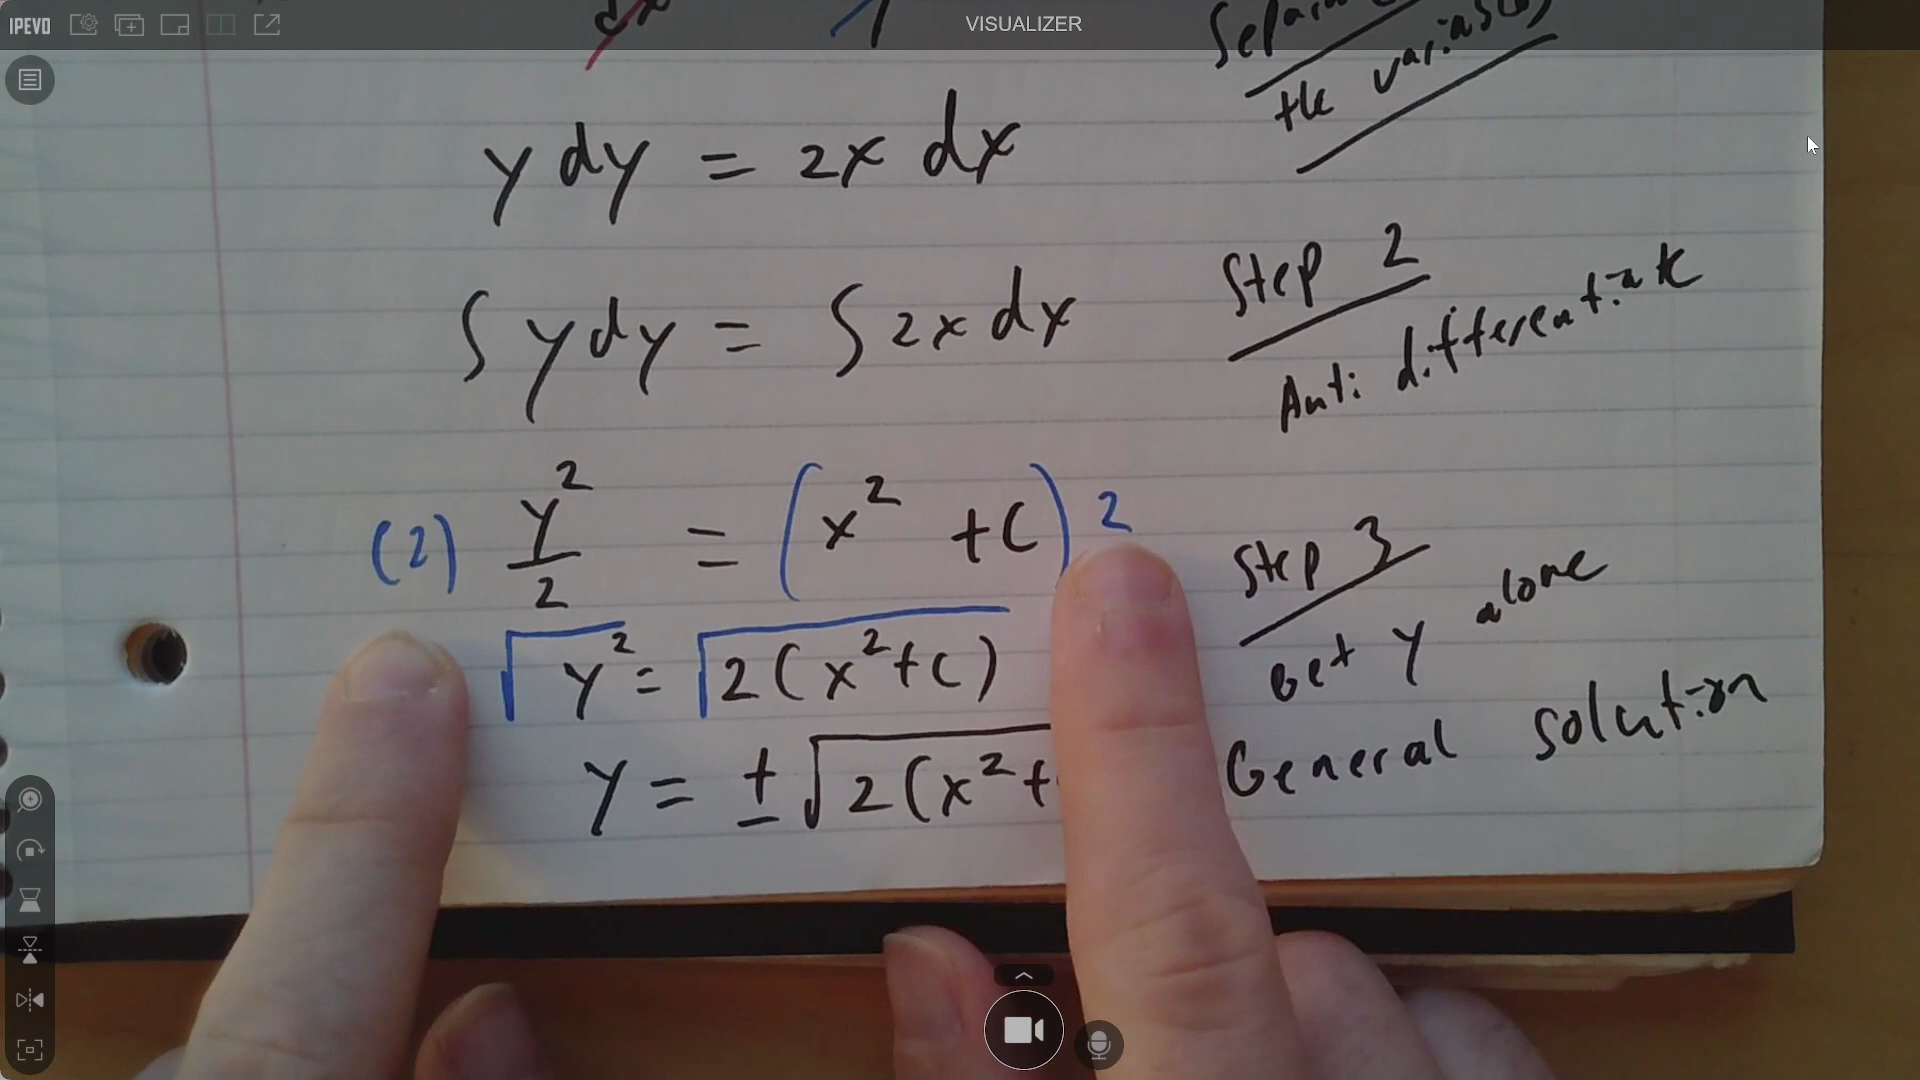 IPEVO VISUALIZER
dx
the variables
y dy = 2x dx
Step 2
∫ y dy = ∫ 2x dx
Anti differentiate
(2) y²/2 = (x² + C) 2
Step 3
Get y alone
√y² = √2(x²+C)
General solution
y = ± √2(x²+